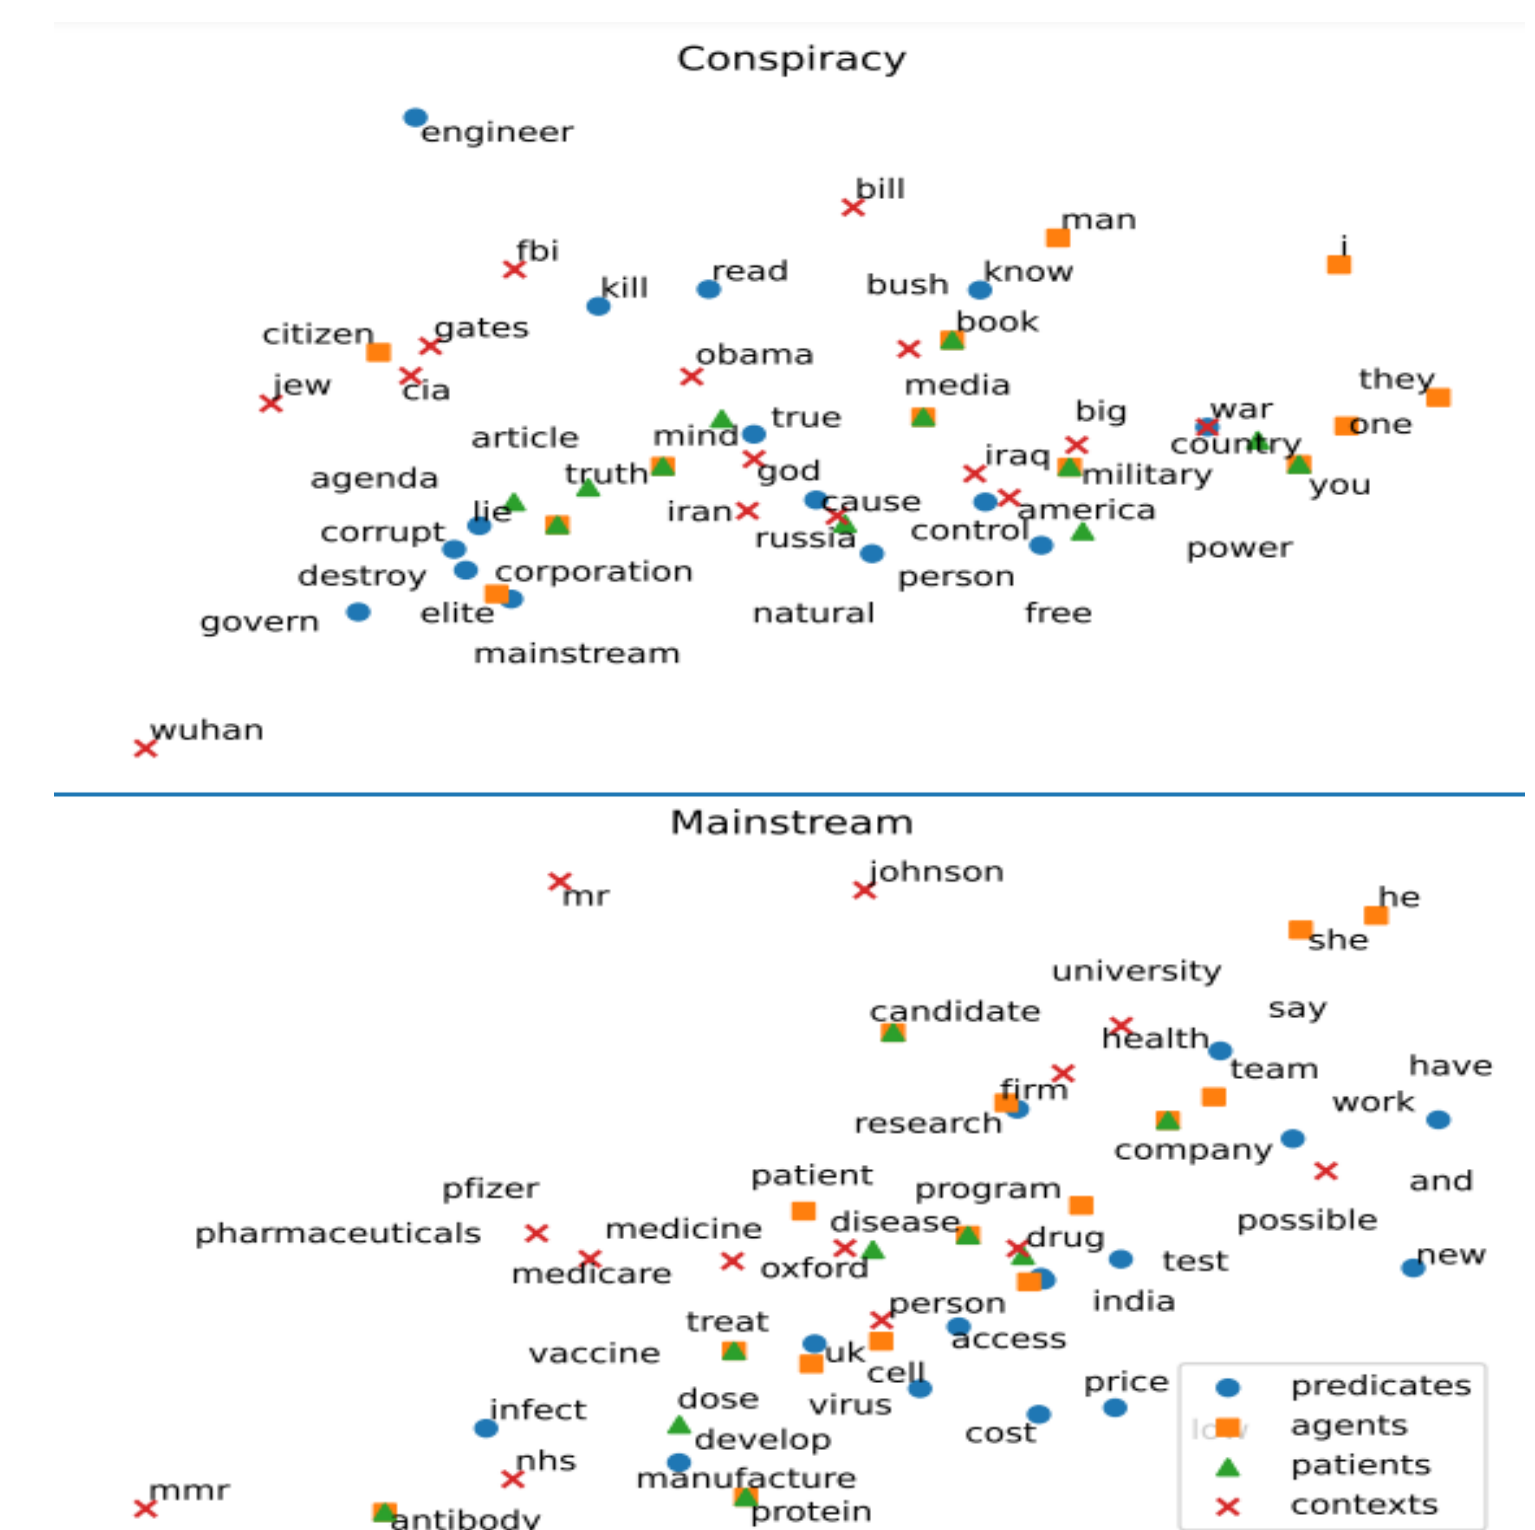 Conspiracy
engineer
bill
man
i
fbi
read
know
kill
bush
book
citizen
gates
obama
they
jew
cia
media
big
war
one
article
mind
true
country
agenda
truth
god
iraq
military
you
lie
iran
cause
america
corrupt
russia
control
power
destroy
corporation
person
govern
elite
natural
free
mainstream
wuhan
Mainstream
mr
johnson
he
she
university
candidate
say
health
team
have
firm
work
research
company
patient
pfizer
program
and
pharmaceuticals
medicine
disease
drug
possible
medicare
oxford
test
new
person
india
treat
access
vaccine
uk
cell
price
predicates
infect
dose
virus
cost
low
agents
develop
nhs
manufacture
patients
mmr
antibody
protein
contexts